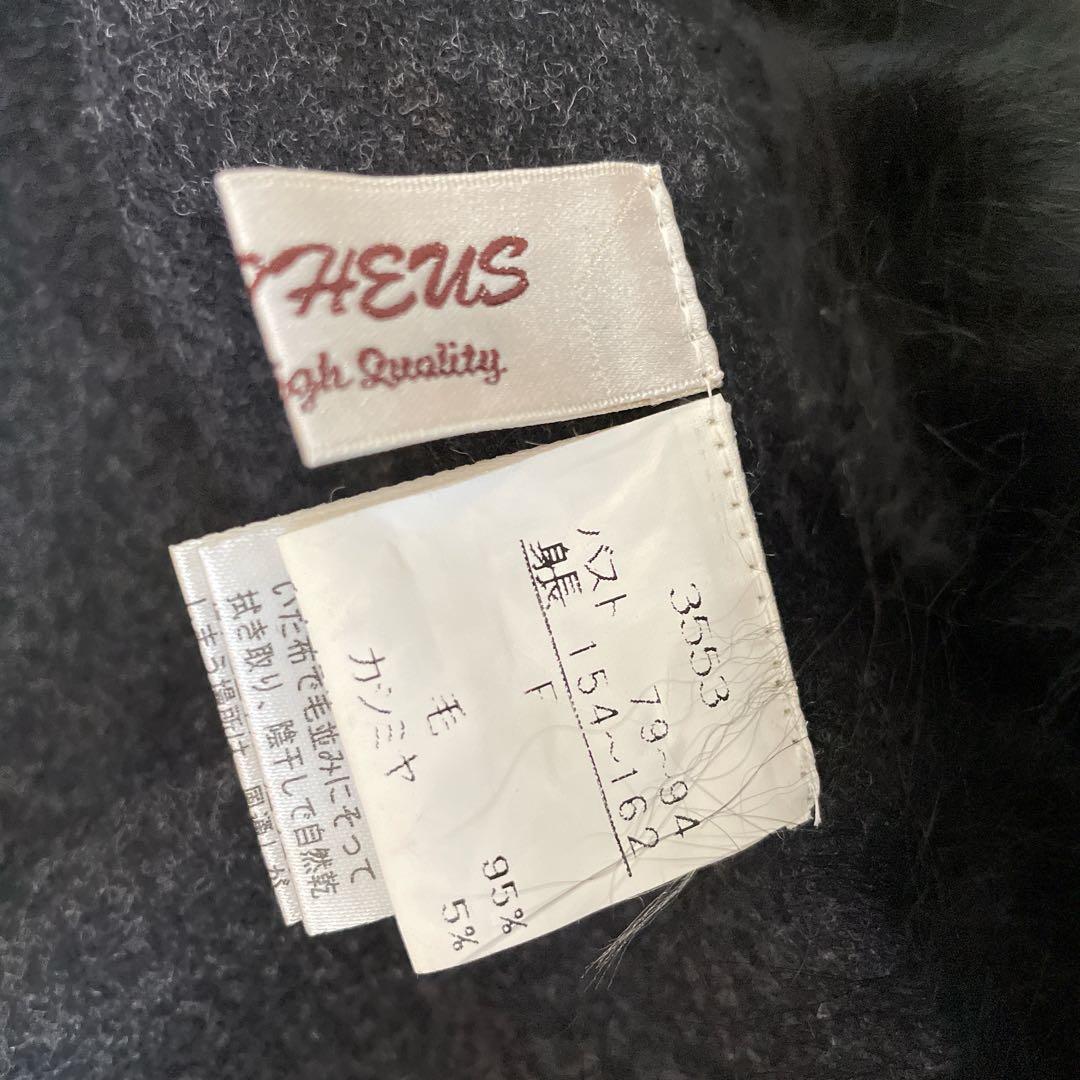 HEUS
gh Quality
3553
バスト 79~94
身長 154~162
F
毛 95%
カシミヤ 5%
いた布で毛並みにそって
拭き取り、陰干しで自然乾